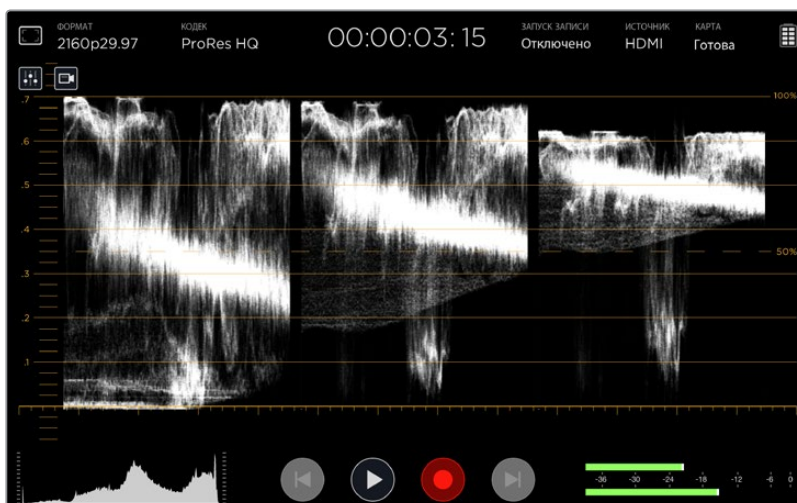 ФОРМАТ
2160p29.97
КОДЕК
ProRes HQ
00:00:03:15
ЗАПУСК ЗАПИСИ
Отключено
ИСТОЧНИК
HDMI
КАРТА
Готова
.7
100%
.6
.5
.4
.3
50%
.2
.1
-36 -30 -24 -18 -12 -6 0